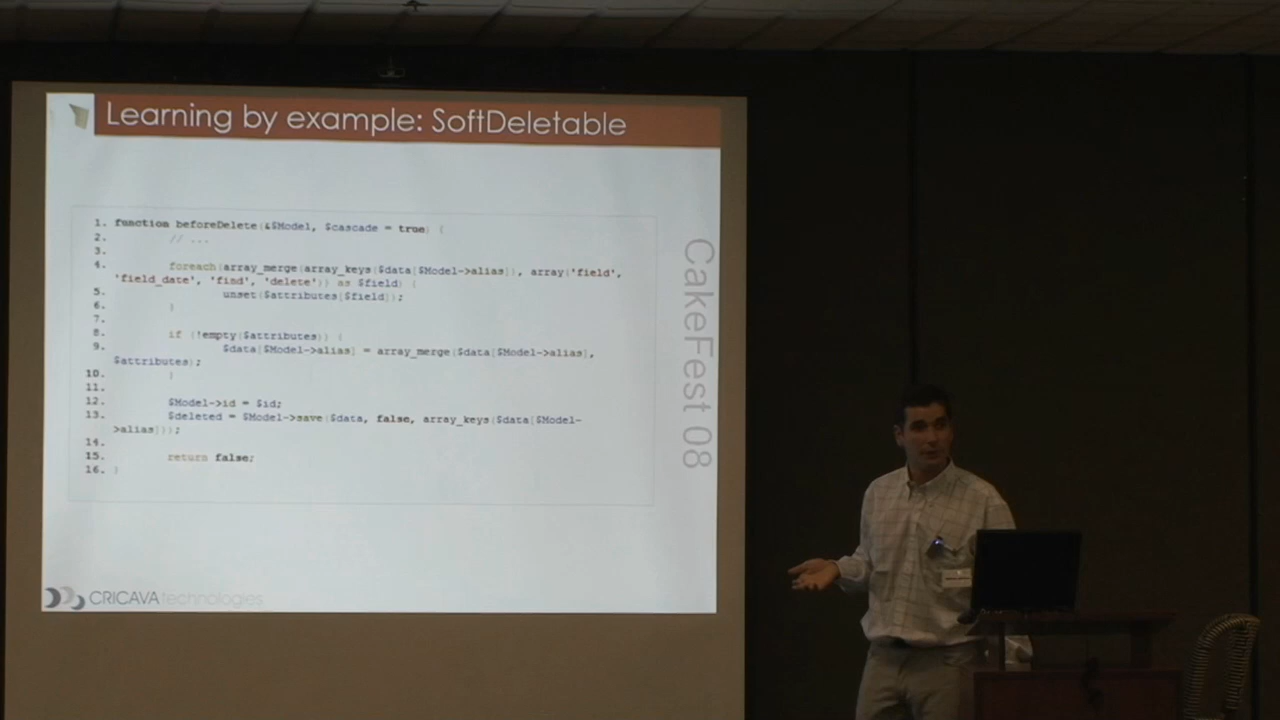 Learning by example: SoftDeletable
1. function beforeDelete(&$Model, $cascade = true) {
2. // ...
3.
4. foreach(array_merge(array_keys($data[$Model->alias]), array('field',
'field_date', 'find', 'delete')) as $field) {
5. unset($attributes[$field]);
6. }
7.
8. if (!empty($attributes)) {
9. $data[$Model->alias] = array_merge($data[$Model->alias],
$attributes);
10. }
11.
12. $Model->id = $id;
13. $deleted = $Model->save($data, false, array_keys($data[$Model-
>alias]));
14.
15. return false;
16. }
CakeFest 08
CRICAVA technologies